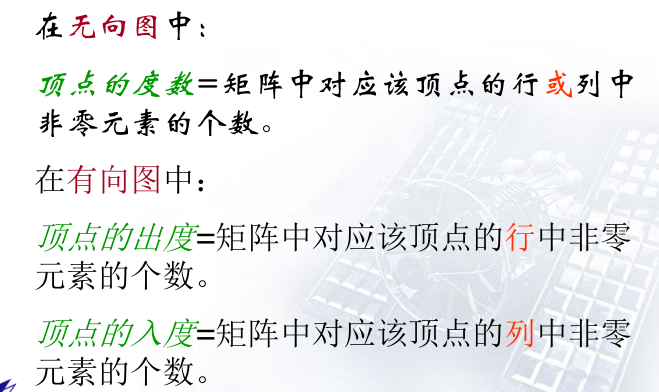 在无向图中：
顶点的度数=矩阵中对应该顶点的行或列中
非零元素的个数。
在有向图中：
顶点的出度=矩阵中对应该顶点的行中非零
元素的个数。
顶点的入度=矩阵中对应该顶点的列中非零
元素的个数。